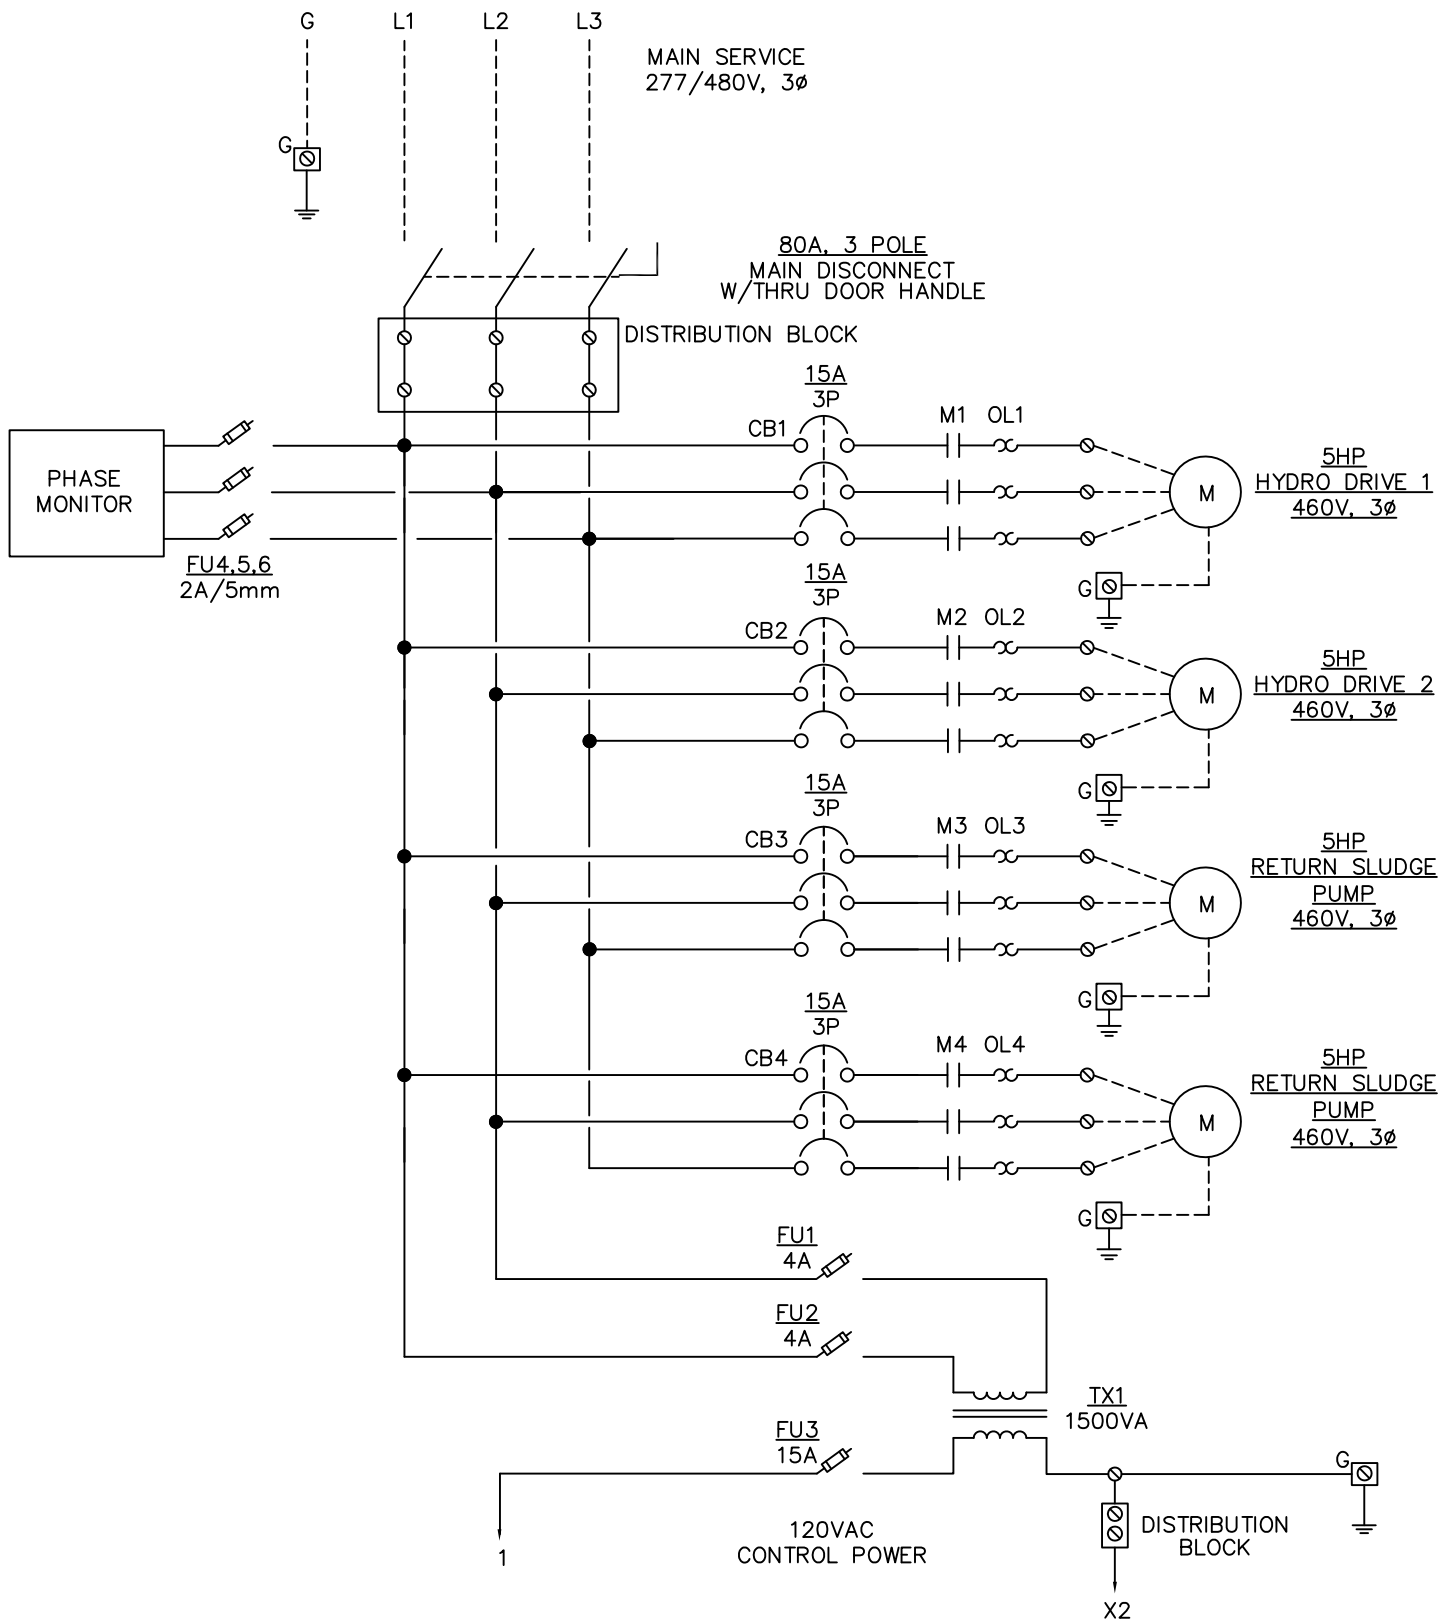 G
L1
L2
L3
MAIN SERVICE
277/480V, 3ø
G
80A, 3 POLE
MAIN DISCONNECT
W/THRU DOOR HANDLE
DISTRIBUTION BLOCK
15A
3P
CB1
M1
OL1
PHASE
MONITOR
M
5HP
HYDRO DRIVE 1
460V, 3ø
FU4,5,6
2A/5mm
G
15A
3P
CB2
M2
OL2
M
5HP
HYDRO DRIVE 2
460V, 3ø
G
15A
3P
CB3
M3
OL3
M
5HP
RETURN SLUDGE
PUMP
460V, 3ø
G
15A
3P
CB4
M4
OL4
M
5HP
RETURN SLUDGE
PUMP
460V, 3ø
G
FU1
4A
FU2
4A
TX1
1500VA
FU3
15A
G
120VAC
CONTROL POWER
DISTRIBUTION
BLOCK
1
X2